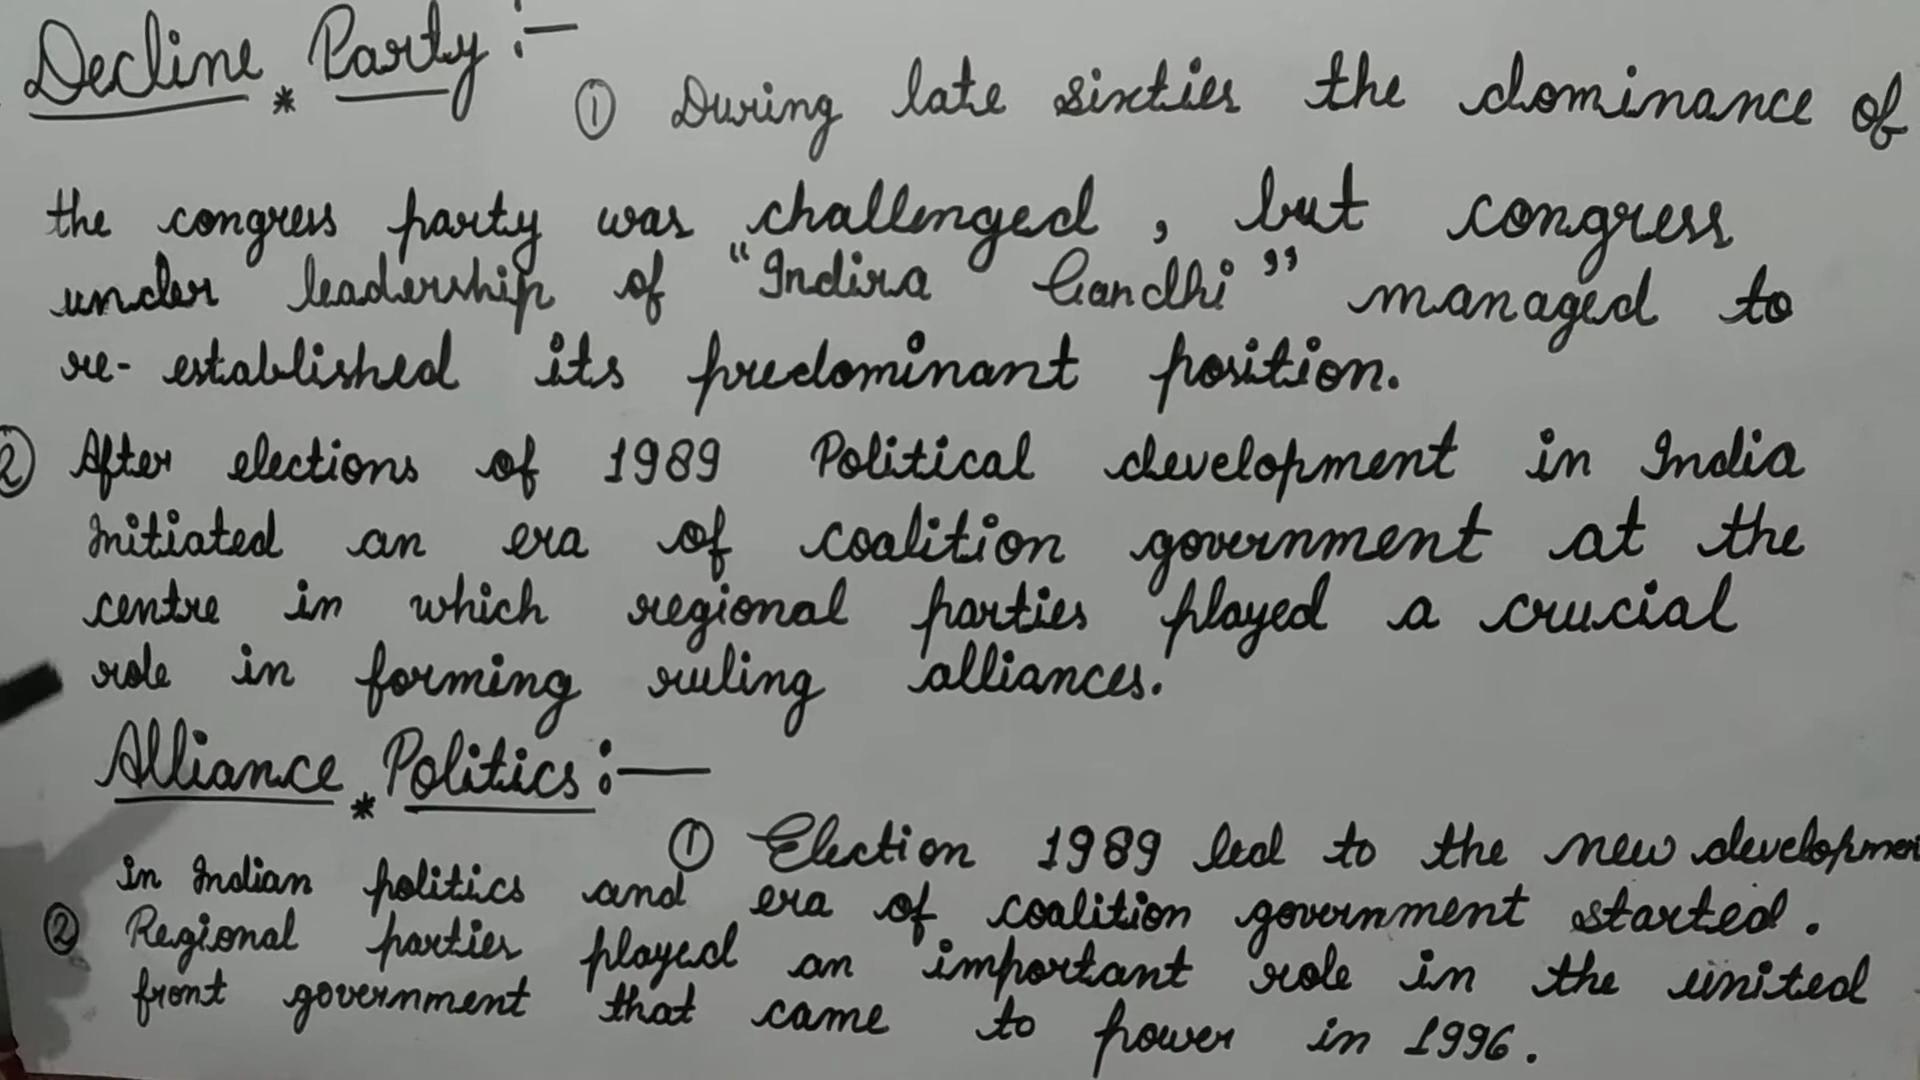 Decline * Party :-
① During late sixties the dominance of
the congress party was challenged , but congress
under leadership of "Indira Gandhi" managed to
re-established its predominant position.
② After elections of 1989 Political development in India
Initiated an era of coalition government at the
centre in which regional parties played a crucial
role in forming ruling alliances.
Alliance * Politics :-
① Election 1989 led to the new development
in Indian politics and era of coalition government started.
② Regional parties played an important role in the united
front government that came to power in 1996.